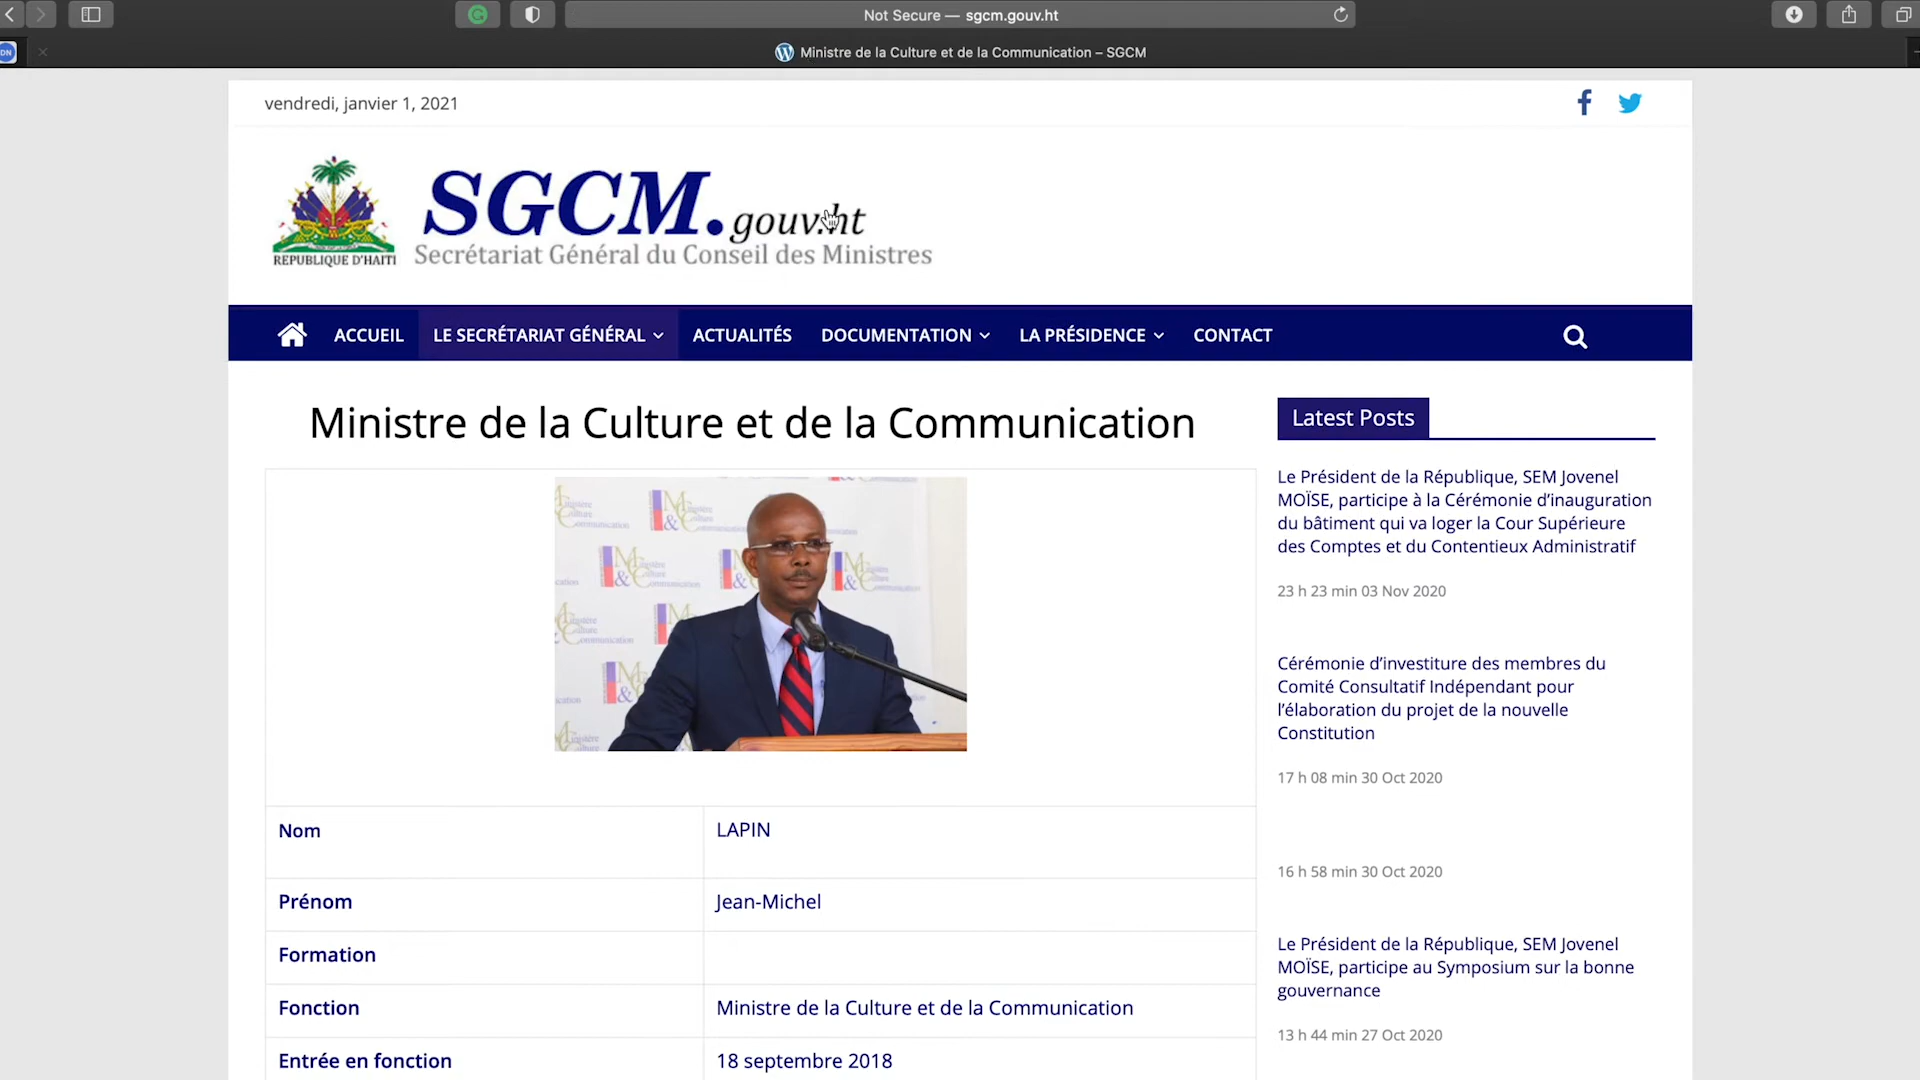 Not Secure — sgcm.gouv.ht
DN
Ministre de la Culture et de la Communication – SGCM
vendredi, janvier 1, 2021
SGCM.gouv.ht
REPUBLIQUE D'HAITI
Secrétariat Général du Conseil des Ministres
ACCUEIL LE SECRÉTARIAT GÉNÉRAL ACTUALITÉS DOCUMENTATION LA PRÉSIDENCE CONTACT
Ministre de la Culture et de la Communication
Nom LAPIN
Prénom Jean-Michel
Formation
Fonction Ministre de la Culture et de la Communication
Entrée en fonction 18 septembre 2018
Latest Posts
Le Président de la République, SEM Jovenel
MOÏSE, participe à la Cérémonie d’inauguration
du bâtiment qui va loger la Cour Supérieure
des Comptes et du Contentieux Administratif
23 h 23 min 03 Nov 2020
Cérémonie d’investiture des membres du
Comité Consultatif Indépendant pour
l’élaboration du projet de la nouvelle
Constitution
17 h 08 min 30 Oct 2020
16 h 58 min 30 Oct 2020
Le Président de la République, SEM Jovenel
MOÏSE, participe au Symposium sur la bonne
gouvernance
13 h 44 min 27 Oct 2020